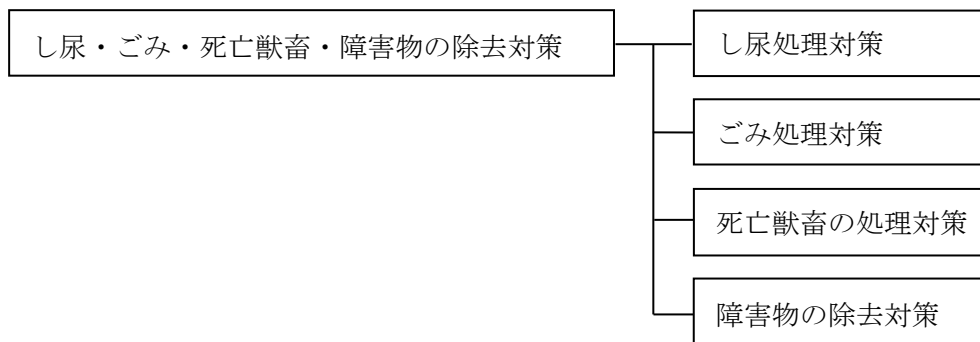 し尿・ごみ・死亡獣畜・障害物の除去対策
し尿処理対策
ごみ処理対策
死亡獣畜の処理対策
障害物の除去対策